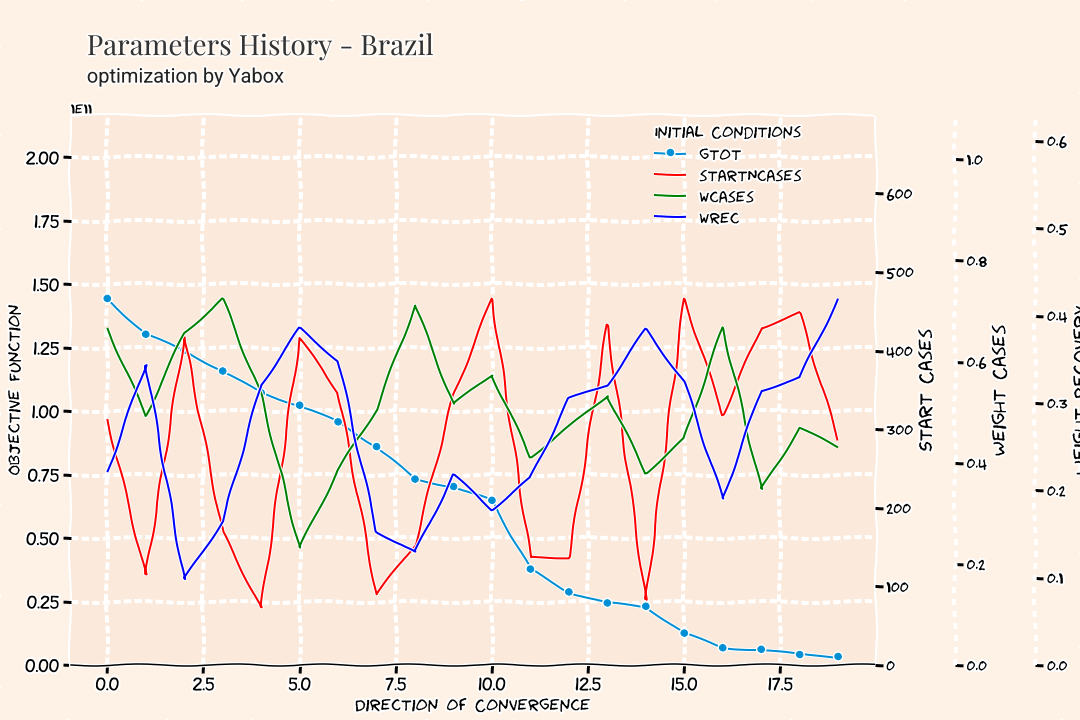 Parameters History - Brazil
optimization by Yabox
1E11
INITIAL CONDITIONS
GTOT
STARTNCASES
WCASES
WREC
OBJECTIVE FUNCTION
2.00
1.75
1.50
1.25
1.00
0.75
0.50
0.25
0.00
0.0 2.5 5.0 7.5 10.0 12.5 15.0 17.5
DIRECTION OF CONVERGENCE
600
500
400
300
200
100
0
START CASES
1.0
0.8
0.6
0.4
0.2
0.0
WEIGHT CASES
0.6
0.5
0.4
0.3
0.2
0.1
0.0
WEIGHT RECOVERY